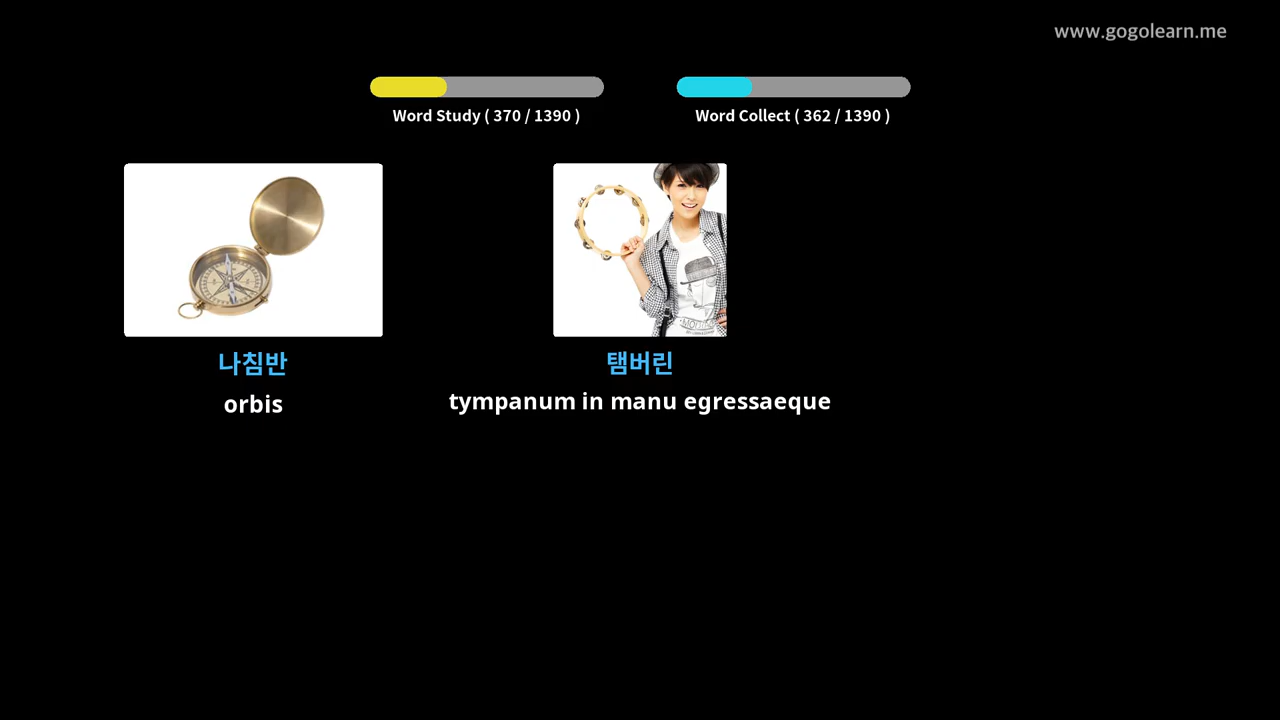 www.gogolearn.me
Word Study ( 370 / 1390 )
Word Collect ( 362 / 1390 )
나침반
orbis
탬버린
tympanum in manu egressaeque